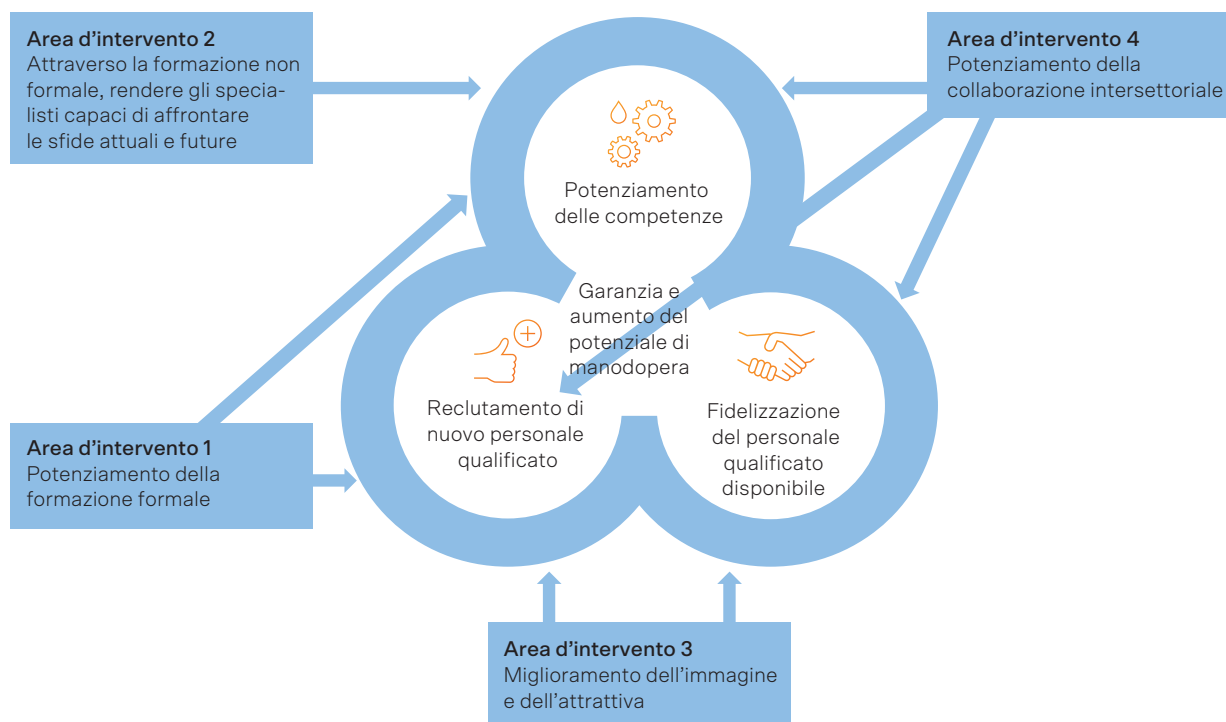 Area d’intervento 2
Attraverso la formazione non
formale, rendere gli specia-
listi capaci di affrontare
le sfide attuali e future
Area d’intervento 4
Potenziamento della
collaborazione intersettoriale
Potenziamento
delle competenze
Garanzia e
aumento del
potenziale di
manodopera
Reclutamento di
nuovo personale
qualificato
Fidelizzazione
del personale
qualificato
disponibile
Area d’intervento 1
Potenziamento della
formazione formale
Area d’intervento 3
Miglioramento dell’immagine
e dell’attrattiva